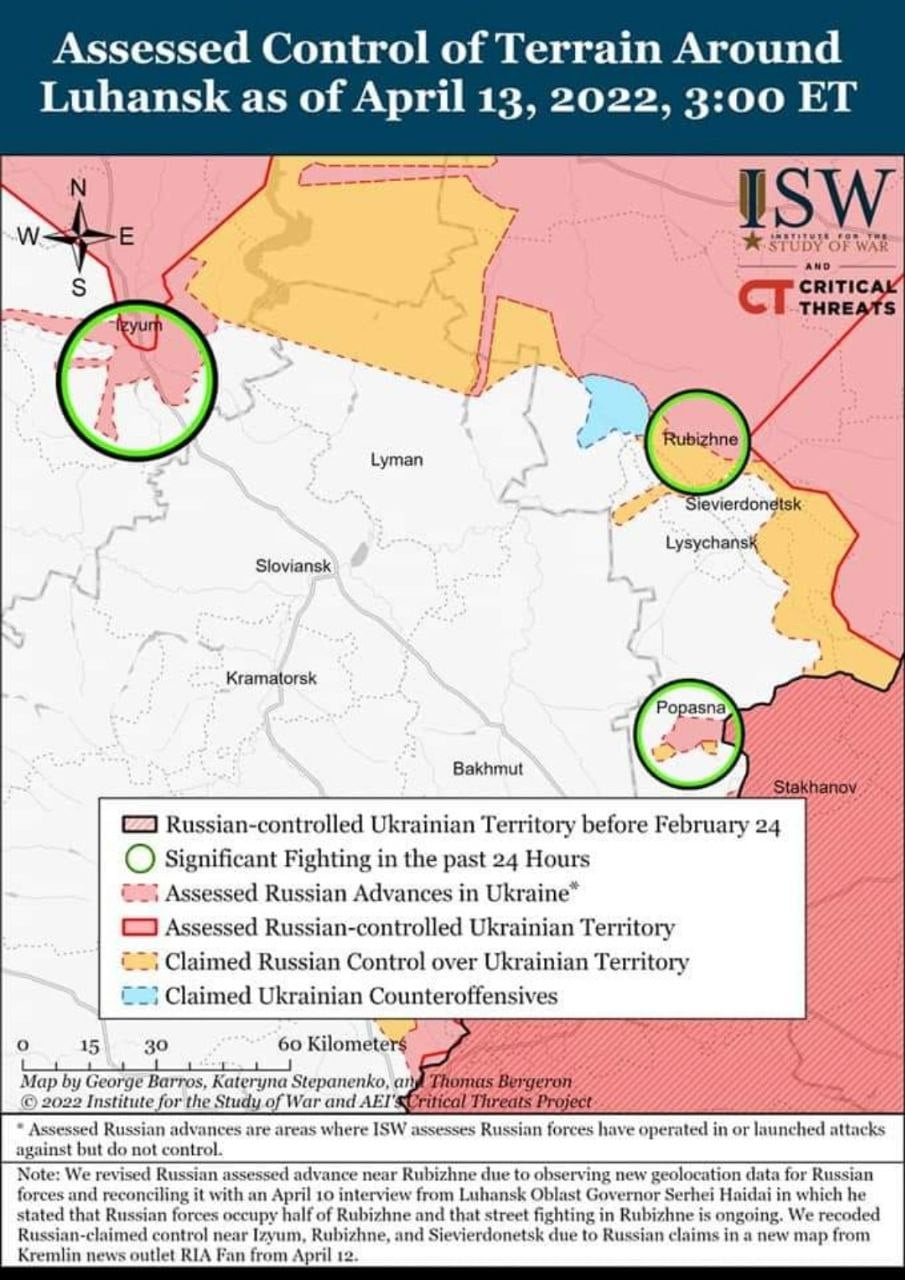 Assessed Control of Terrain Around
Luhansk as of April 13, 2022, 3:00 ET
N
W E
S
ISW
INSTITUTE FOR THE
STUDY OF WAR
AND
CT CRITICAL
THREATS
Izyum
Rubizhne
Lyman
Sievierdonetsk
Lysychansk
Sloviansk
Kramatorsk
Popasna
Bakhmut
Stakhanov
Russian-controlled Ukrainian Territory before February 24
Significant Fighting in the past 24 Hours
Assessed Russian Advances in Ukraine*
Assessed Russian-controlled Ukrainian Territory
Claimed Russian Control over Ukrainian Territory
Claimed Ukrainian Counteroffensives
0 15 30 60 Kilometers
Map by George Barros, Kateryna Stepanenko, and Thomas Bergeron
© 2022 Institute for the Study of War and AEI's Critical Threats Project
* Assessed Russian advances are areas where ISW assesses Russian forces have operated in or launched attacks
against but do not control.
Note: We revised Russian assessed advance near Rubizhne due to observing new geolocation data for Russian
forces and reconciling it with an April 10 interview from Luhansk Oblast Governor Serhei Haidai in which he
stated that Russian forces occupy half of Rubizhne and that street fighting in Rubizhne is ongoing. We recoded
Russian-claimed control near Izyum, Rubizhne, and Sievierdonetsk due to Russian claims in a new map from
Kremlin news outlet RIA Fan from April 12.